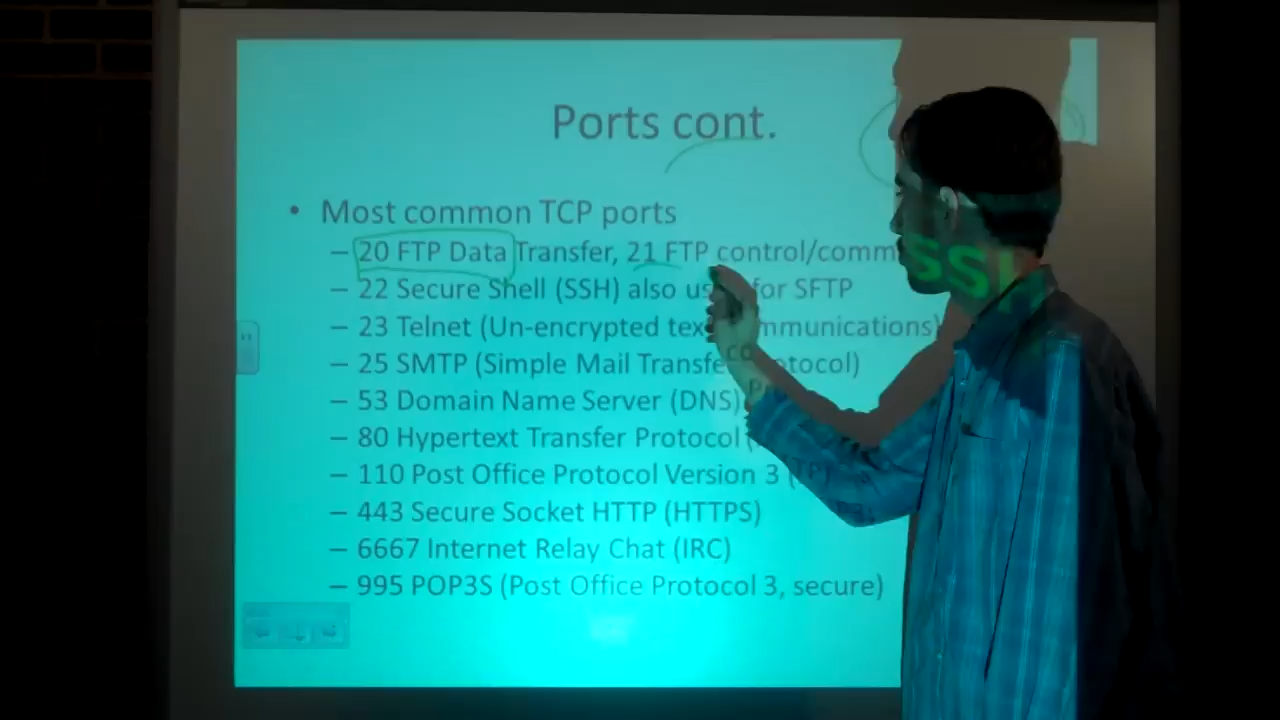 Ports cont.
• Most common TCP ports
– 20 FTP Data Transfer, 21 FTP control/comm
– 22 Secure Shell (SSH) also us for SFTP
– 23 Telnet (Un-encrypted tex mmunications)
– 25 SMTP (Simple Mail Transfe otocol)
– 53 Domain Name Server (DNS)
– 80 Hypertext Transfer Protocol (
– 110 Post Office Protocol Version 3 (
– 443 Secure Socket HTTP (HTTPS)
– 6667 Internet Relay Chat (IRC)
– 995 POP3S (Post Office Protocol 3, secure)